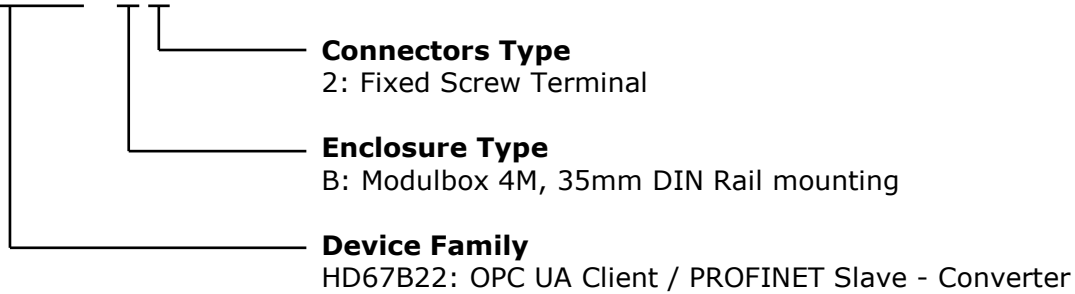 Connectors Type
2: Fixed Screw Terminal
Enclosure Type
B: Modulbox 4M, 35mm DIN Rail mounting
Device Family
HD67B22: OPC UA Client / PROFINET Slave - Converter